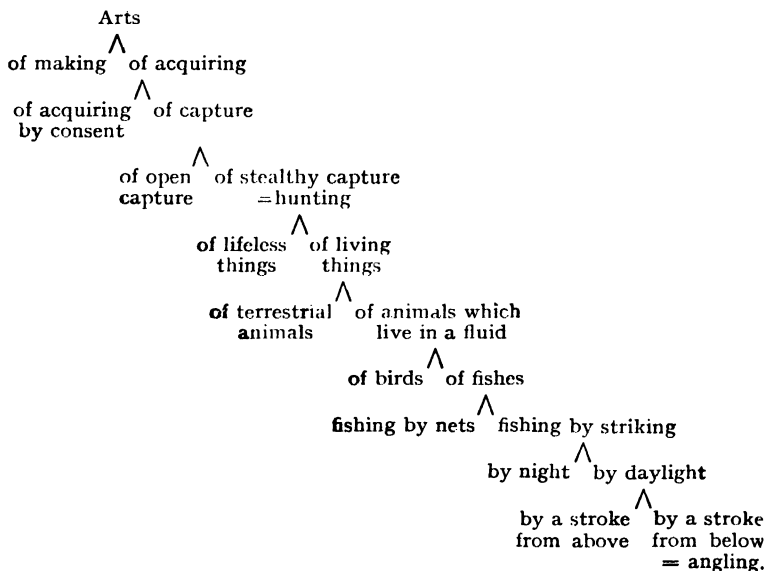 Arts
of making of acquiring
of acquiring of capture
by consent
of open of stealthy capture
capture =hunting
of lifeless of living
things things
of terrestrial of animals which
animals live in a fluid
of birds of fishes
fishing by nets fishing by striking
by night by daylight
by a stroke by a stroke
from above from below
= angling.